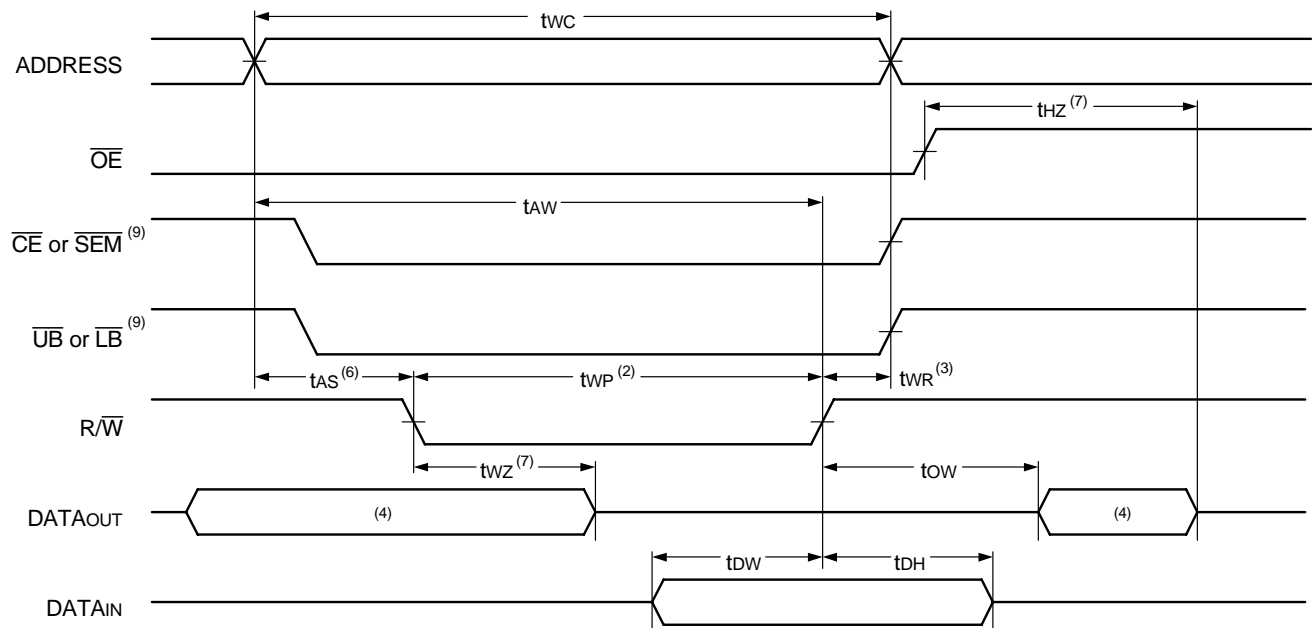 tWC
ADDRESS
tHZ (7)
OE
tAW
CE or SEM (9)
UB or LB (9)
tAS (6) tWP (2) tWR (3)
R/W
tWZ (7) tOW
DATAOUT (4) (4)
tDW tDH
DATAIN